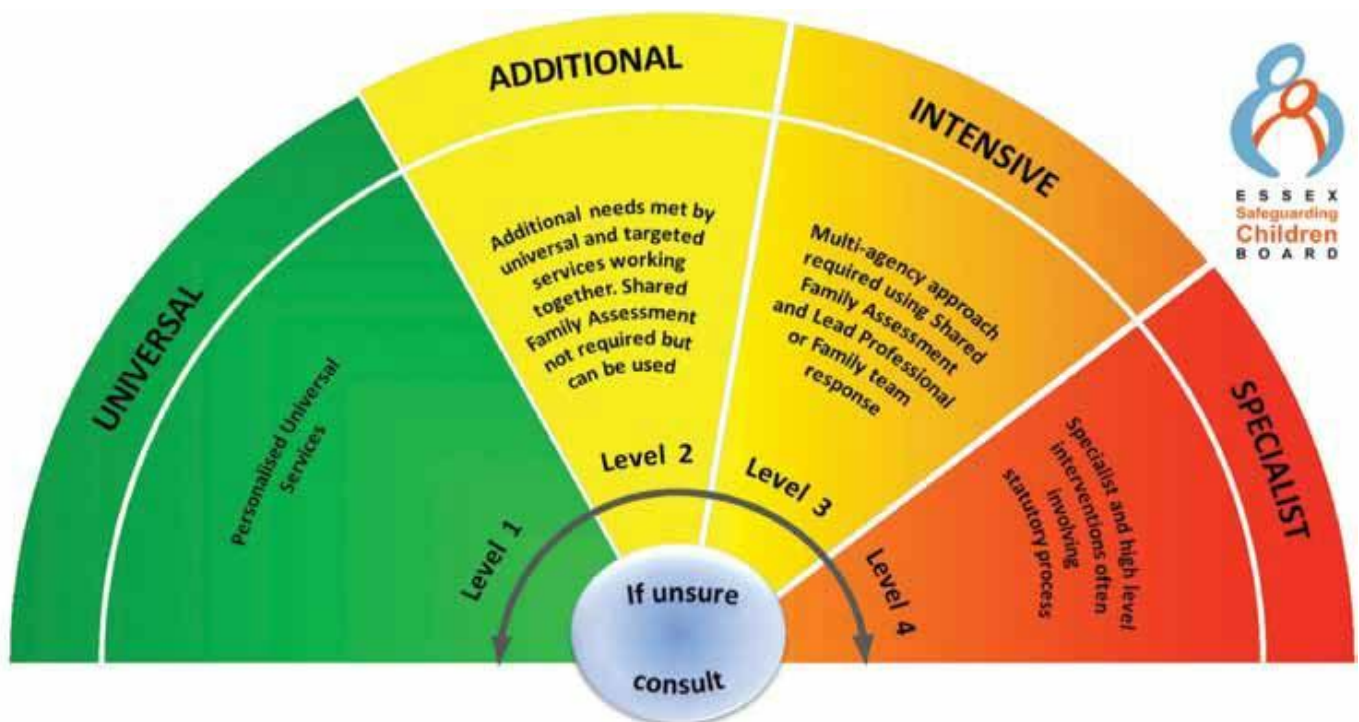 UNIVERSAL
Personalised Universal
Services
Level 1
ADDITIONAL
Additional needs met by
universal and targeted
services working
together. Shared
Family Assessment
not required but
can be used
Level 2
INTENSIVE
Multi-agency approach
required using Shared
Family Assessment
and Lead Professional
or Family team
response
Level 3
SPECIALIST
Specialist and high level
interventions often
involving
statutory process
Level 4
If unsure
consult
ESSEX
Safeguarding
Children
BOARD